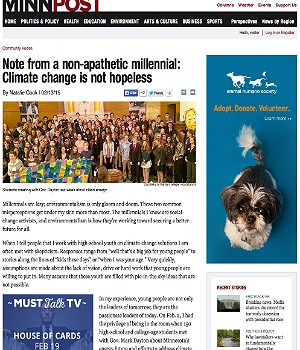 MINNPOST
Columns Weather Events Support Us
HOME POLITICS & POLICY HEALTH EDUCATION ENVIRONMENT ARTS & CULTURE BUSINESS SPORTS
Perspectives News by Region
Hello, visitor | Log in or Register
Community Voices
Note from a non-apathetic millennial:
Climate change is not hopeless
By Natalie Cook | 02/13/15
Students meeting with Gov. Dayton last week about climate change.
Millennials are lazy; environmentalism is only gloom and doom. These two common
misperceptions get under my skin more than most. The millennials I know are social-
change activists, and environmentalism is how they're working toward securing a better
future for all.
When I tell people that I work with high-school youth on climate-change solutions I am
often met with skepticism. Responses range from "well that's a big job for young people" to
stories along the lines of "kids these days" or "when I was your age." Very quickly,
assumptions are made about the lack of vision, drive or hard work that young people are
willing to put in. Many assume that these youth are filled with pie-in-the-sky ideas that are
not possible.
~MUST Talk TV~
HOUSE OF CARDS
FEB 19
In my experience, young people are not only
the leaders of tomorrow, they are the
passionate leaders of today. On Feb. 2, I had
the privilege of being in the room when 150
high-school and college-age students met
with Gov. Mark Dayton about Minnesota's
energy future and efforts to address climate
animal humane society
Adopt. Donate. Volunteer.
Learn More >
RECENT STORIES